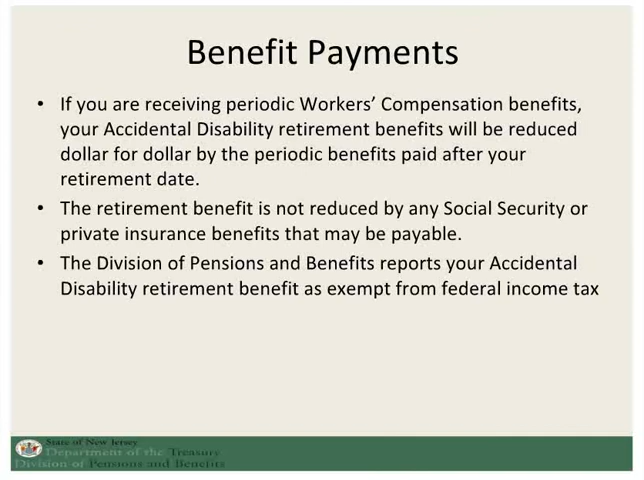 Benefit Payments
• If you are receiving periodic Workers' Compensation benefits,
your Accidental Disability retirement benefits will be reduced
dollar for dollar by the periodic benefits paid after your
retirement date.
• The retirement benefit is not reduced by any Social Security or
private insurance benefits that may be payable.
• The Division of Pensions and Benefits reports your Accidental
Disability retirement benefit as exempt from federal income tax
State of New Jersey
Department of the Treasury
Division of Pensions and Benefits